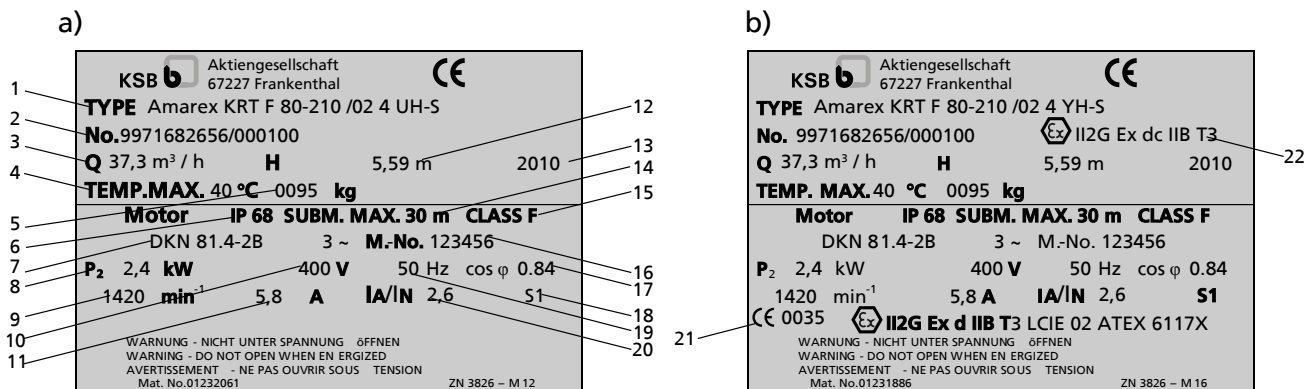 a)
KSB b Aktiengesellschaft
67227 Frankenthal
CE
TYPE Amarex KRT F 80-210 /02 4 UH-S
No. 9971682656/000100
Q 37,3 m³ / h H 5,59 m 2010
TEMP.MAX. 40 °C 0095 kg
Motor IP 68 SUBM. MAX. 30 m CLASS F
DKN 81.4-2B 3 ~ M.-No. 123456
P₂ 2,4 kW 400 V 50 Hz cos φ 0.84
1420 min⁻¹ 5,8 A IA/IN 2,6 S1
WARNUNG - NICHT UNTER SPANNUNG öFFNEN
WARNING - DO NOT OPEN WHEN EN ERGIZED
AVERTISSEMENT - NE PAS OUVRIR SOUS TENSION
Mat. No.01232061 ZN 3826 – M 12
1
2
3
4
5
6
7
8
9
10
11
12
13
14
15
16
17
18
19
20
b)
KSB b Aktiengesellschaft
67227 Frankenthal
CE
TYPE Amarex KRT F 80-210 /02 4 YH-S
No. 9971682656/000100 Ex II2G Ex dc IIB T3
Q 37,3 m³ / h H 5,59 m 2010
TEMP. MAX. 40 °C 0095 kg
Motor IP 68 SUBM. MAX. 30 m CLASS F
DKN 81.4-2B 3 ~ M.-No. 123456
P₂ 2,4 kW 400 V 50 Hz cos φ 0.84
1420 min⁻¹ 5,8 A IA/IN 2,6 S1
CE 0035 Ex II2G Ex d IIB T3 LCIE 02 ATEX 6117X
WARNUNG - NICHT UNTER SPANNUNG öFFNEN
WARNING - DO NOT OPEN WHEN EN ERGIZED
AVERTISSEMENT - NE PAS OUVRIR SOUS TENSION
Mat. No.01231886 ZN 3826 – M 16
21
22